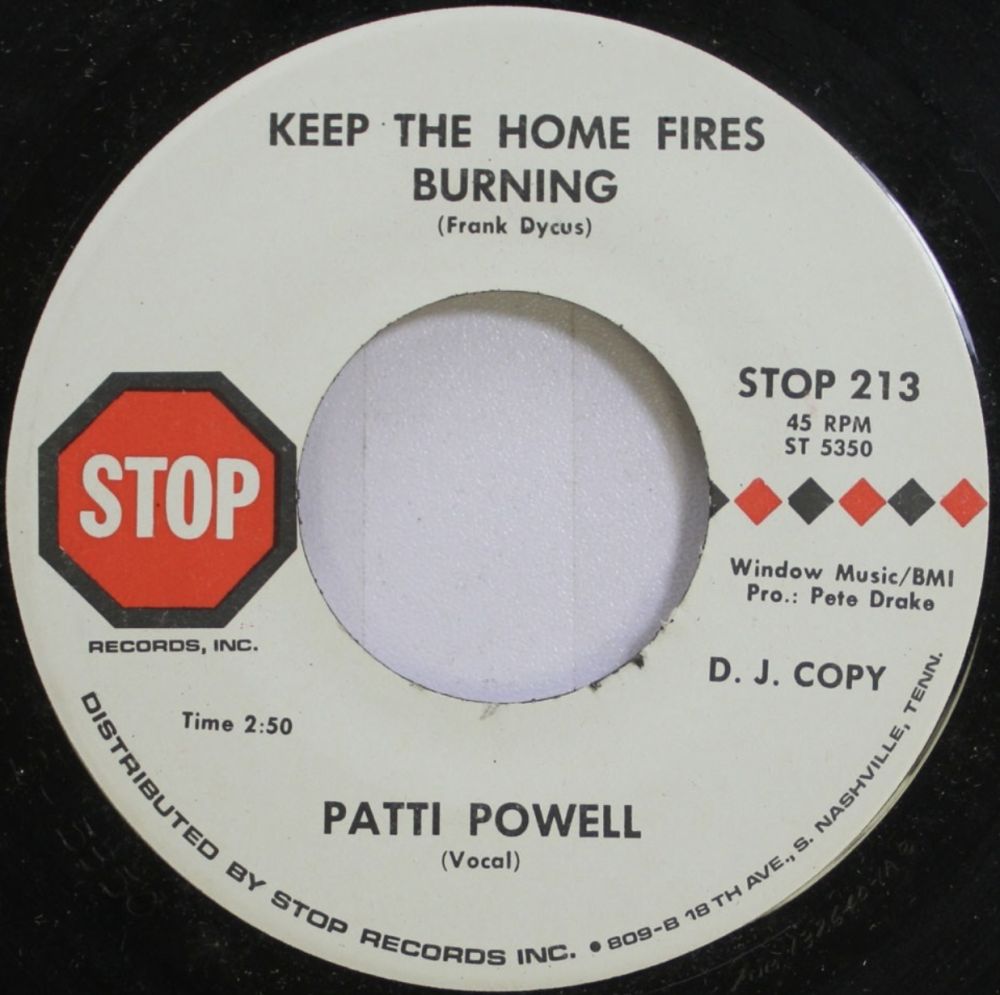 KEEP THE HOME FIRES
BURNING
(Frank Dycus)
STOP 213
45 RPM
ST 5350
STOP
RECORDS, INC.
Window Music/BMI
Pro.: Pete Drake
D. J. COPY
Time 2:50
PATTI POWELL
(Vocal)
DISTRIBUTED BY STOP RECORDS INC. • 809-B 18TH AVE., S. NASHVILLE, TENN.